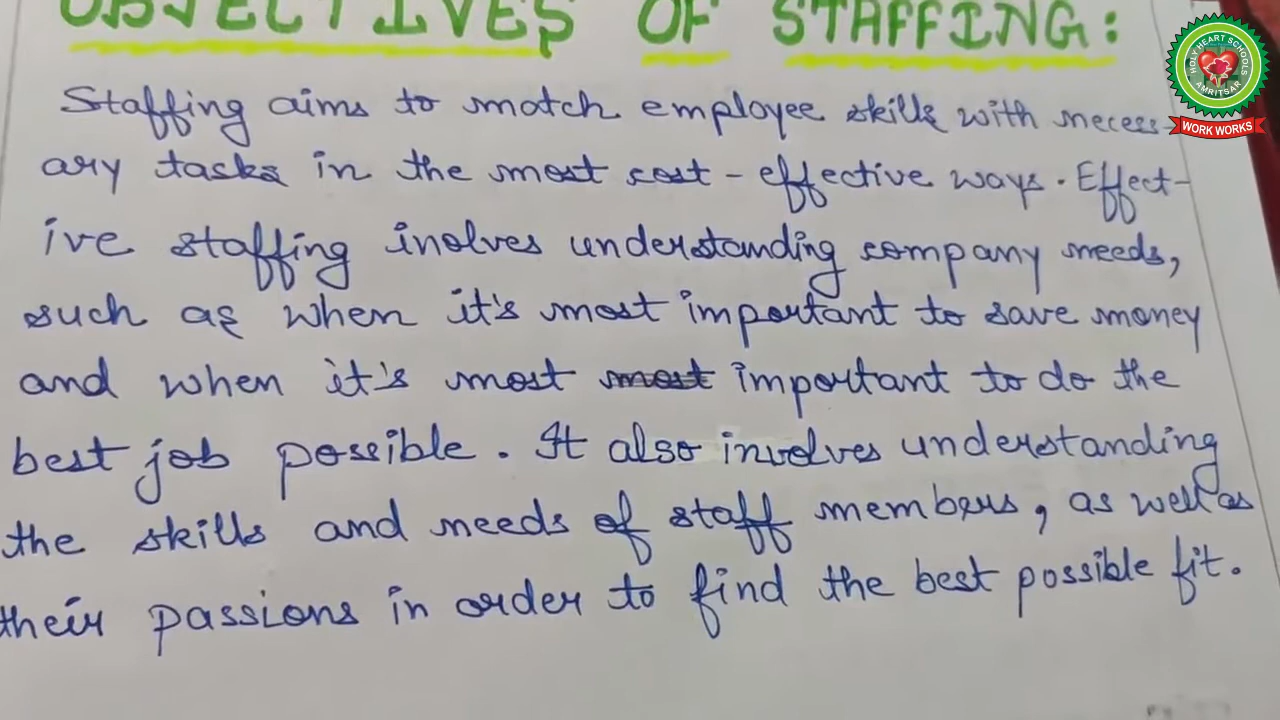 OBJECTIVES OF STAFFING:
Staffing aims to match employee skills with necess-
ary tasks in the most cost-effective ways. Effect-
ive staffing inolves understanding company needs,
such as when it's most important to save money
and when it's most most important to do the
best job possible. It also involves understanding
the skills and needs of staff members, as well as
their passions in order to find the best possible fit.
HOLY HEART SCHOOLS
AMRITSAR
WORK WORKS